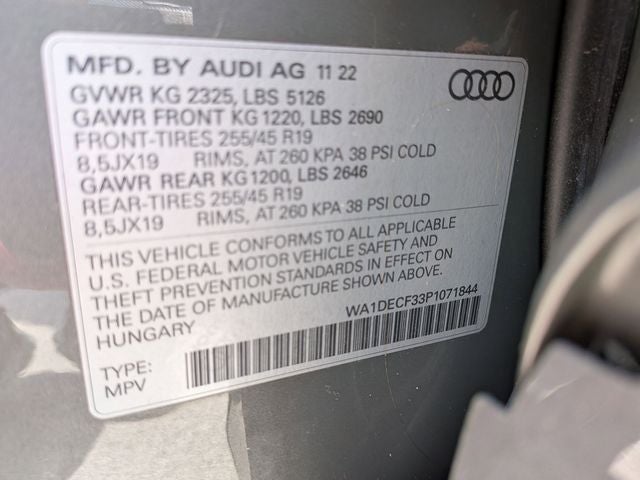 MFD. BY AUDI AG 11 22
GVWR KG 2325, LBS 5126
GAWR FRONT KG 1220, LBS 2690
FRONT-TIRES 255/45 R19
8,5JX19 RIMS, AT 260 KPA 38 PSI COLD
GAWR REAR KG 1200, LBS 2646
REAR-TIRES 255/45 R19
8,5JX19 RIMS, AT 260 KPA 38 PSI COLD
THIS VEHICLE CONFORMS TO ALL APPLICABLE
U.S. FEDERAL MOTOR VEHICLE SAFETY AND
THEFT PREVENTION STANDARDS IN EFFECT ON
THE DATE OF MANUFACTURE SHOWN ABOVE.
HUNGARY WA1DECF33P1071844
TYPE:
MPV